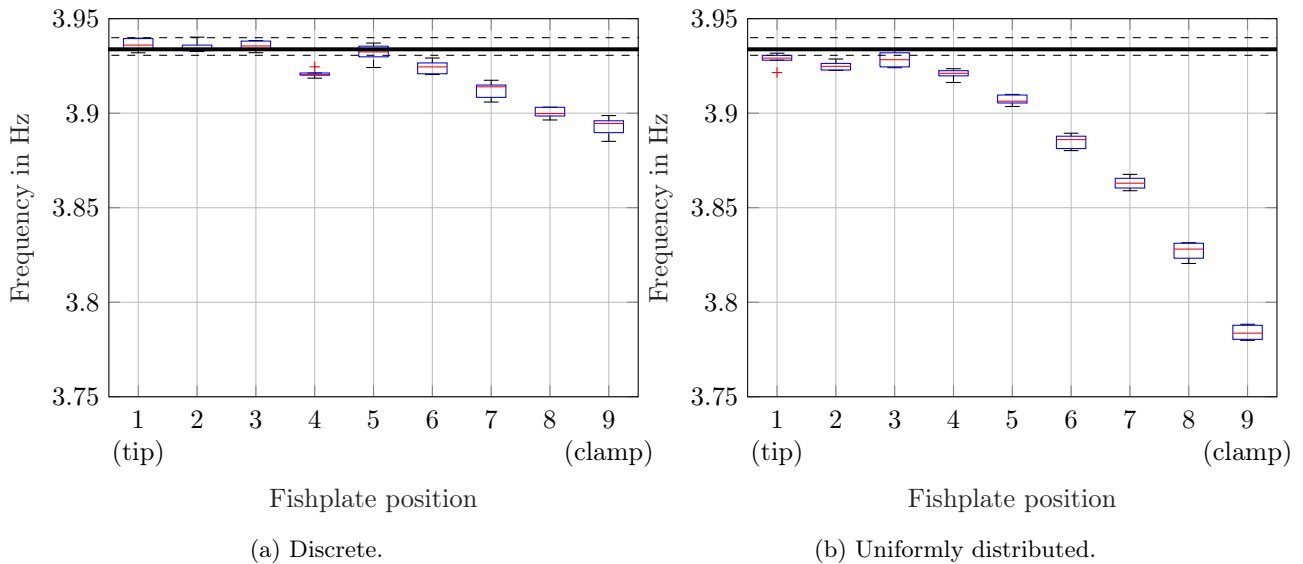 3.95
3.9
3.85
3.8
3.75
Frequency in Hz
1 2 3 4 5 6 7 8 9
(tip) (clamp)
Fishplate position
(a) Discrete.
3.95
3.9
3.85
3.8
3.75
Frequency in Hz
1 2 3 4 5 6 7 8 9
(tip) (clamp)
Fishplate position
(b) Uniformly distributed.